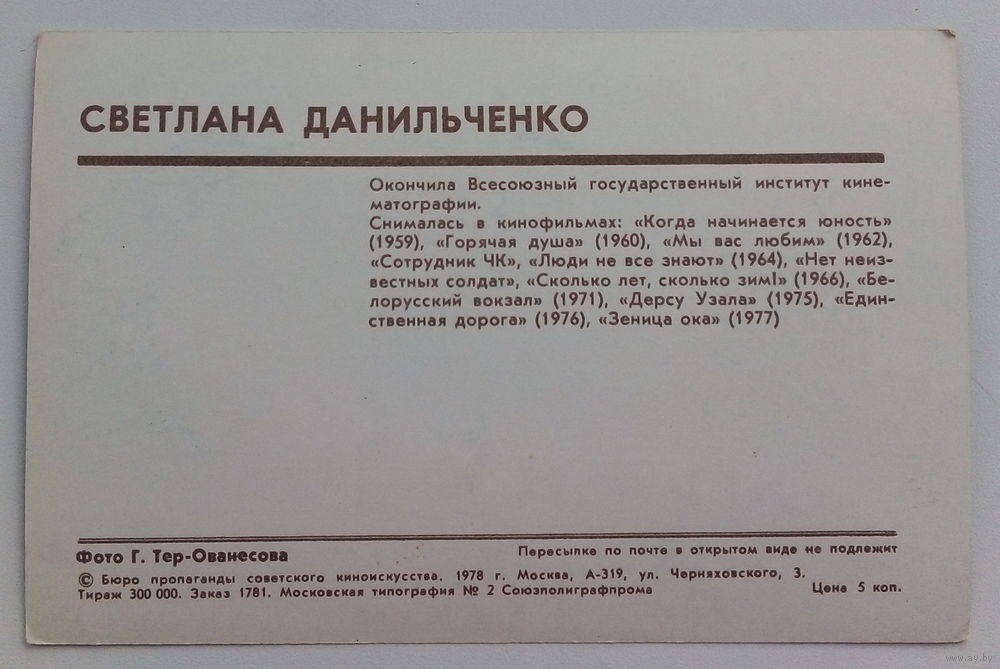 СВЕТЛАНА ДАНИЛЬЧЕНКО
Окончила Всесоюзный государственный институт кине-
матографии.
Снималась в кинофильмах: «Когда начинается юность»
(1959), «Горячая душа» (1960), «Мы вас любим» (1962),
«Сотрудник ЧК», «Люди не все знают» (1964), «Нет неиз-
вестных солдат», «Сколько лет, сколько зим!» (1966), «Бе-
лорусский вокзал» (1971), «Дерсу Узала» (1975), «Един-
ственная дорога» (1976), «Зеница ока» (1977)
Фото Г. Тер-Ованесова
Пересылке по почте в открытом виде не подлежит
© Бюро пропаганды советского киноискусства. 1978 г. Москва, А-319, ул. Черняховского, 3.
Тираж 300 000. Заказ 1781. Московская типография № 2 Союзполиграфпрома
Цена 5 коп.
www.ay.by